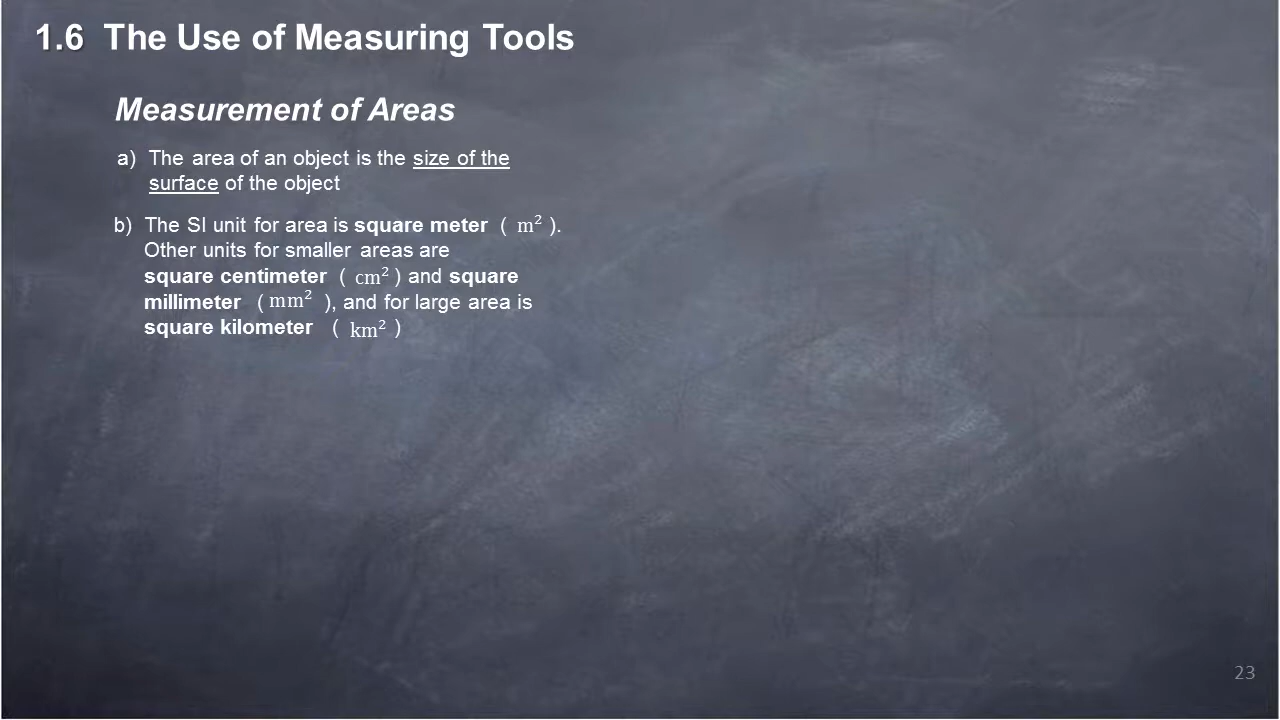 1.6 The Use of Measuring Tools
Measurement of Areas
a) The area of an object is the size of the
surface of the object
b) The SI unit for area is square meter ( m² ).
Other units for smaller areas are
square centimeter ( cm² ) and square
millimeter ( mm² ), and for large area is
square kilometer ( km² )
23